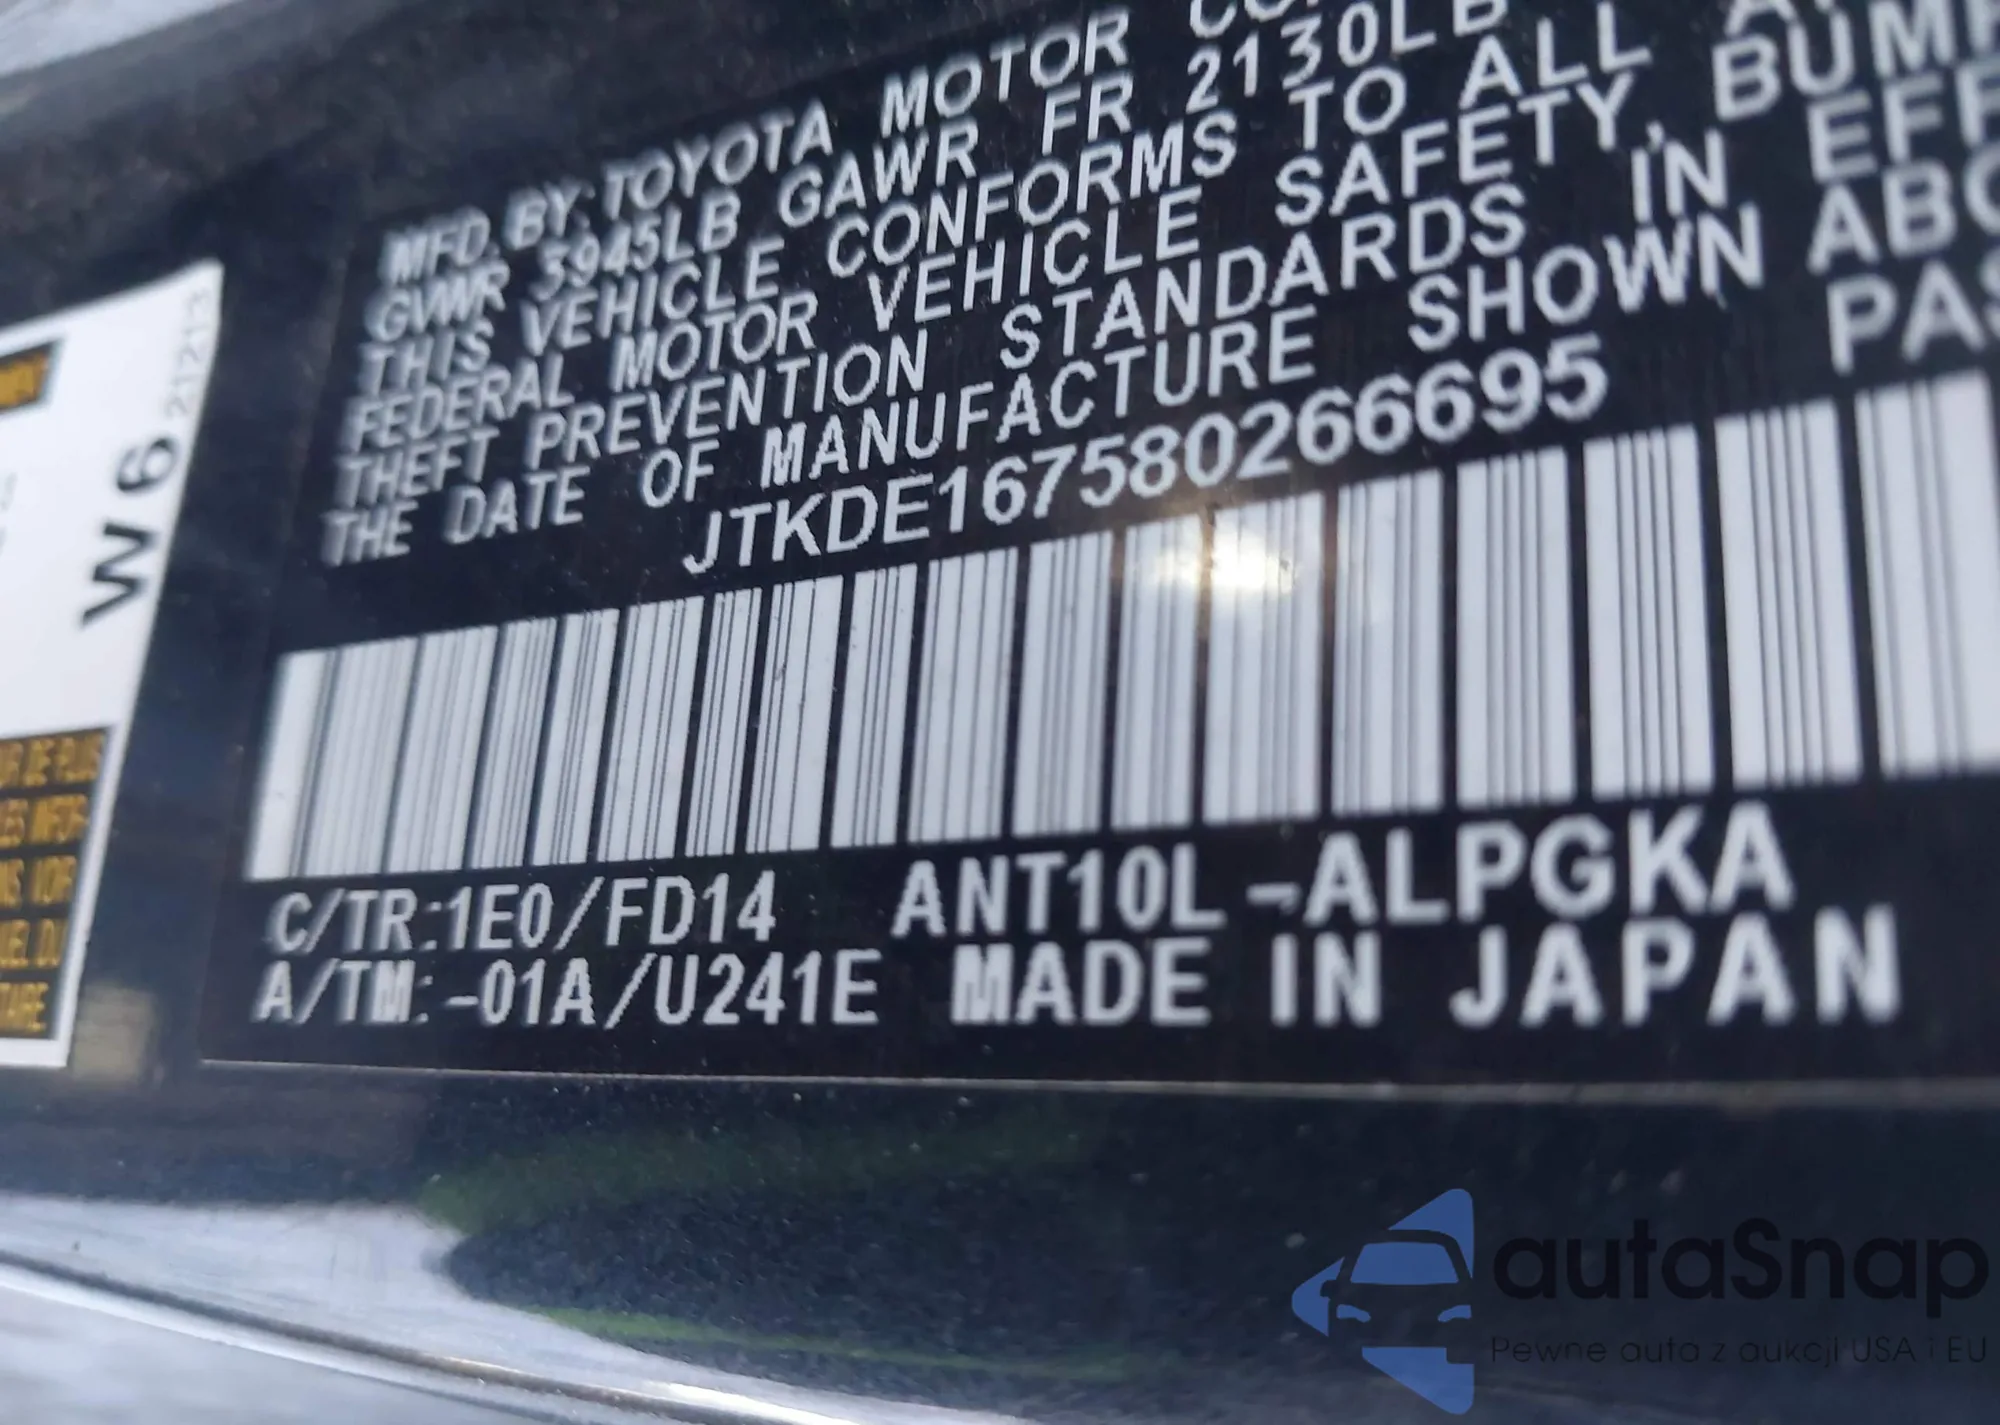 MFD. BY: TOYOTA MOTOR
GVWR 3945LB GAWR FR 2130LB
THIS VEHICLE CONFORMS TO ALL
FEDERAL MOTOR VEHICLE SAFETY, BUMP
THEFT PREVENTION STANDARDS IN EFF
THE DATE OF MANUFACTURE SHOWN ABO
JTKDE167580266695 PAS
C/TR:1E0/FD14 ANT10L-ALPGKA
A/TM:-01A/U241E MADE IN JAPAN
W6 21213
autaSnap
Pewne auta z aukcji USA i EU